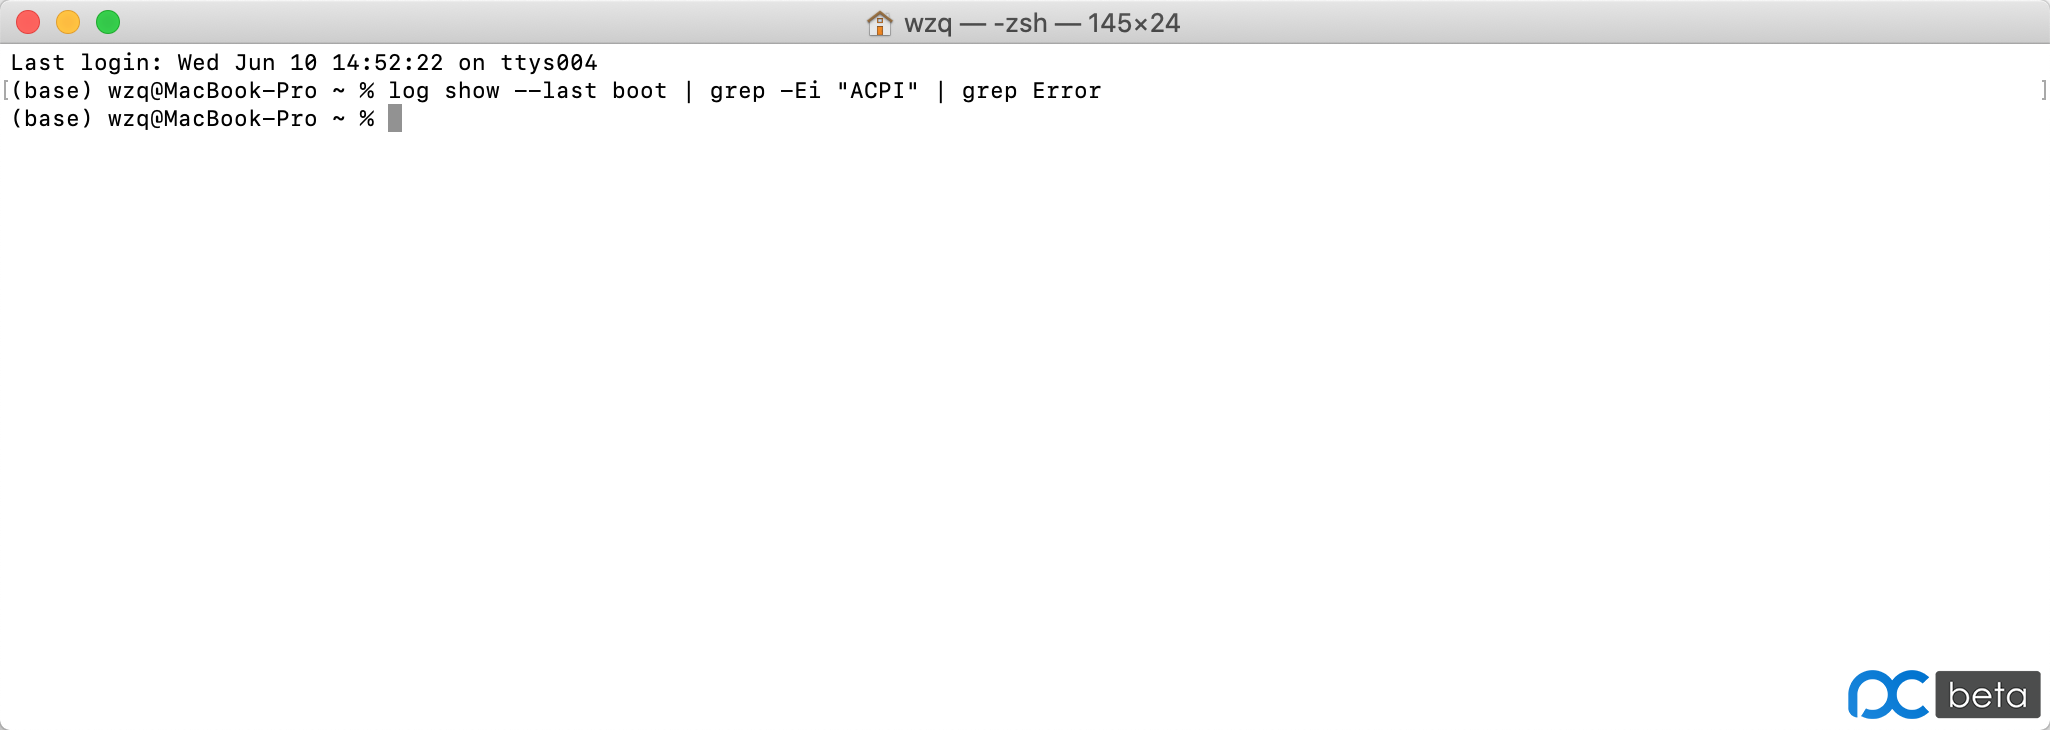 wzq — -zsh — 145×24
Last login: Wed Jun 10 14:52:22 on ttys004
[(base) wzq@MacBook-Pro ~ % log show --last boot | grep -Ei "ACPI" | grep Error ]
(base) wzq@MacBook-Pro ~ %
pc beta